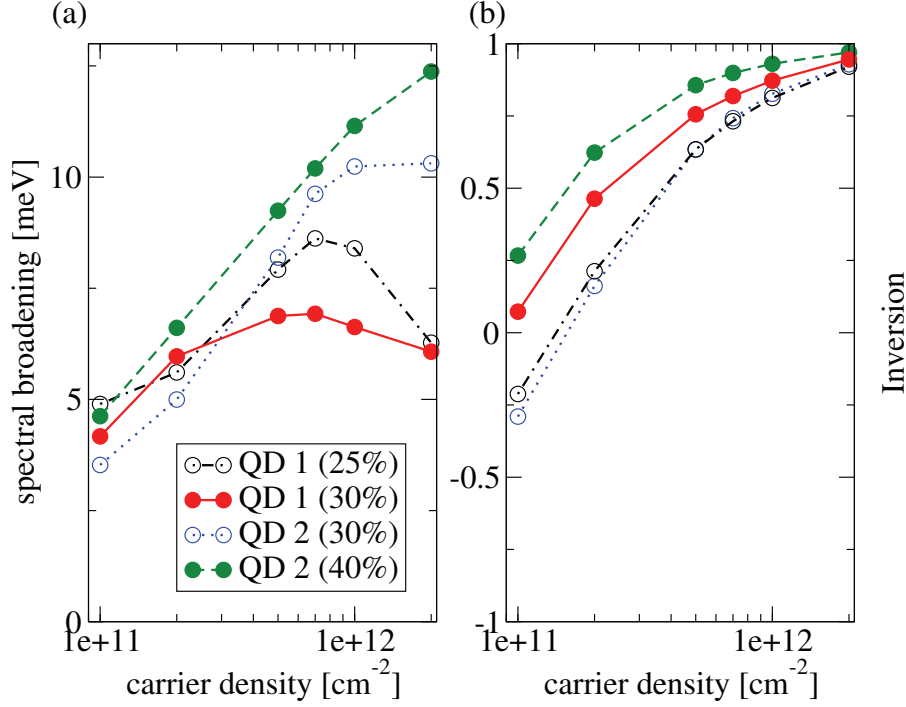 (a)
(b)
spectral broadening [meV]
10
5
0
1e+11
1e+12
carrier density [cm⁻²]
QD 1 (25%)
QD 1 (30%)
QD 2 (30%)
QD 2 (40%)
1
0.5
0
-0.5
-1
1e+11
1e+12
carrier density [cm⁻²]
Inversion